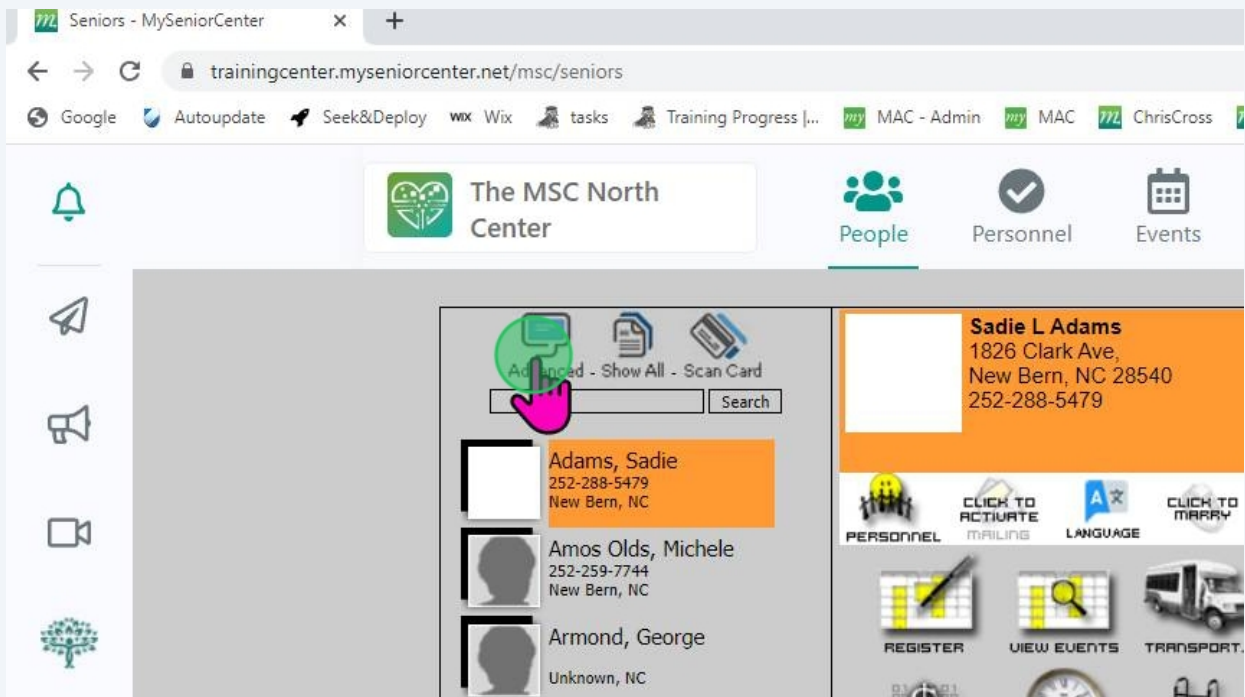 Seniors - MySeniorCenter
trainingcenter.myseniorcenter.net/msc/seniors
Google Autoupdate Seek&Deploy WIX Wix tasks Training Progress |... my MAC - Admin my MAC ChrisCross
The MSC North
Center
People Personnel Events
Advanced - Show All - Scan Card
Search
Adams, Sadie
252-288-5479
New Bern, NC
Amos Olds, Michele
252-259-7744
New Bern, NC
Armond, George
Unknown, NC
Sadie L Adams
1826 Clark Ave,
New Bern, NC 28540
252-288-5479
PERSONNEL
CLICK TO
ACTIVATE
MAILING
LANGUAGE
CLICK TO
MARRY
REGISTER VIEW EVENTS TRANSPORT.